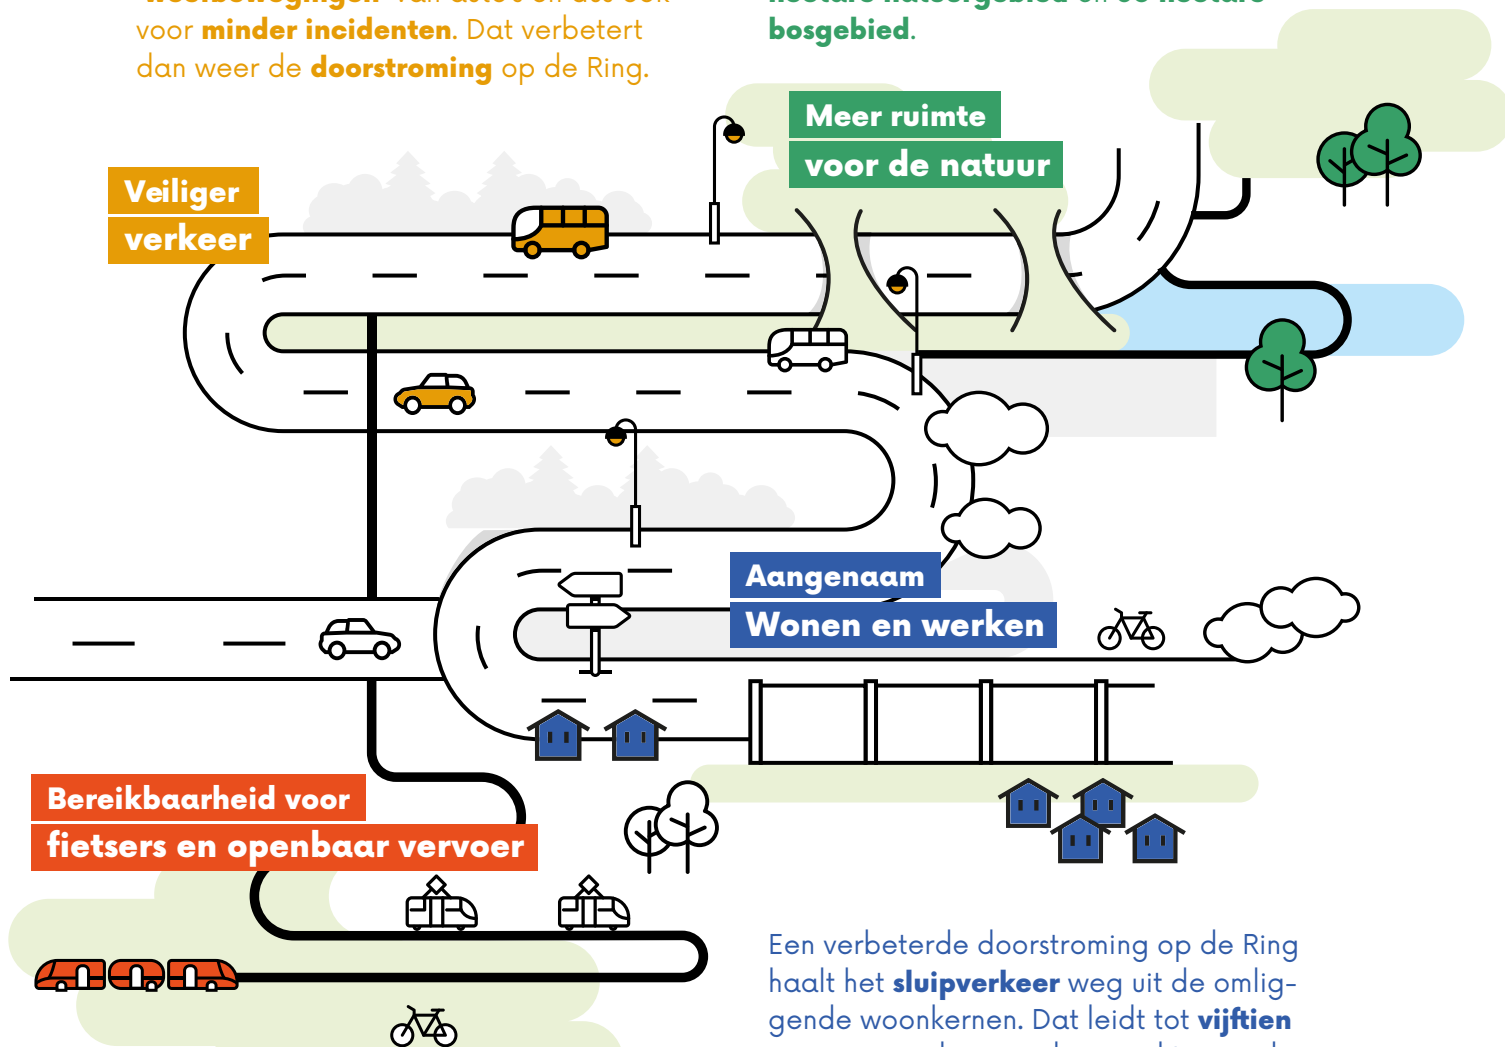 voor minder incidenten. Dat verbetert
dan weer de doorstroming op de Ring.
bosgebied.
Meer ruimte
voor de natuur
Veiliger
verkeer
Aangenaam
Wonen en werken
Bereikbaarheid voor
fietsers en openbaar vervoer
Een verbeterde doorstroming op de Ring
haalt het sluipverkeer weg uit de omlig-
gende woonkernen. Dat leidt tot vijftien